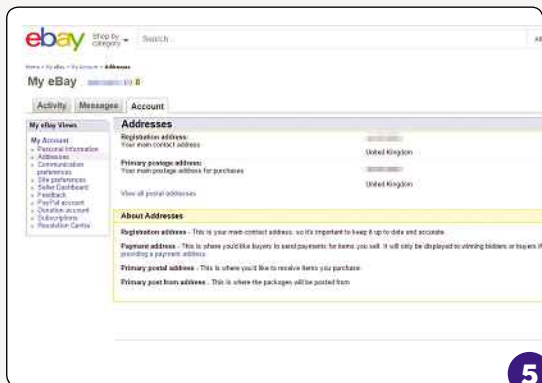 ebay
Shop by category
Search
All
Home > My eBay > My Account > Addresses
My eBay
Activity Messages Account
My eBay Views
My Account
Personal Information
Addresses
Communication
preferences
Site preferences
Seller Dashboard
Feedback
PayPal account
Donation account
Subscriptions
Resolution Centre
Addresses
Registration address:
Your main contact address
United Kingdom
Primary postage address:
Your main postage address for purchases
United Kingdom
View all postal addresses
About Addresses
Registration address - This is your main contact address, so it's important to keep it up to date and accurate.
Payment address - This is where you'd like buyers to send payments for items you sell. It will only be displayed to winning bidders or buyers if
providing a payment address
Primary postal address - This is where you'd like to receive items you purchase
Primary post from address - This is where the packages will be posted from
5